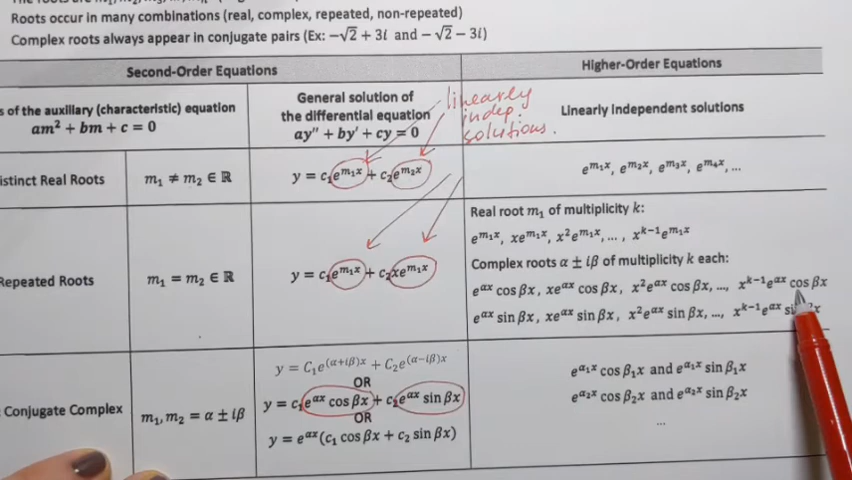 Roots occur in many combinations (real, complex, repeated, non-repeated)
Complex roots always appear in conjugate pairs (Ex: −√2 + 3i and − √2 − 3i)
Second-Order Equations
Higher-Order Equations
s of the auxiliary (characteristic) equation
am² + bm + c = 0
General solution of
the differential equation
ay'' + by' + cy = 0
linearly
indep.
solutions.
Linearly Independent solutions
istinct Real Roots
m₁ ≠ m₂ ∈ ℝ
y = c₁e^{m₁x} + c₂e^{m₂x}
e^{m₁x}, e^{m₂x}, e^{m₃x}, e^{m₄x}, ...
Repeated Roots
m₁ = m₂ ∈ ℝ
y = c₁e^{m₁x} + c₂xe^{m₁x}
Real root m₁ of multiplicity k:
e^{m₁x}, xe^{m₁x}, x²e^{m₁x}, ... , x^{k−1}e^{m₁x}
Complex roots α ± iβ of multiplicity k each:
e^{αx} cos βx, xe^{αx} cos βx, x²e^{αx} cos βx, ..., x^{k−1}e^{αx} cos βx
e^{αx} sin βx, xe^{αx} sin βx, x²e^{αx} sin βx, ..., x^{k−1}e^{αx}
Conjugate Complex
m₁, m₂ = α ± iβ
y = C₁e^{(α+iβ)x} + C₂e^{(α−iβ)x}
OR
y = c₁e^{αx} cos βx + c₂e^{αx} sin βx
OR
y = e^{αx}(c₁ cos βx + c₂ sin βx)
e^{α₁x} cos β₁x and e^{α₁x} sin β₁x
e^{α₂x} cos β₂x and e^{α₂x} sin β₂x
...